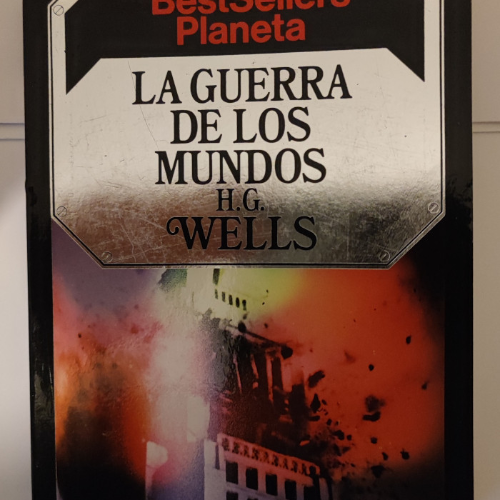 BestSellers
Planeta
LA GUERRA
DE LOS
MUNDOS
H.G.
WELLS